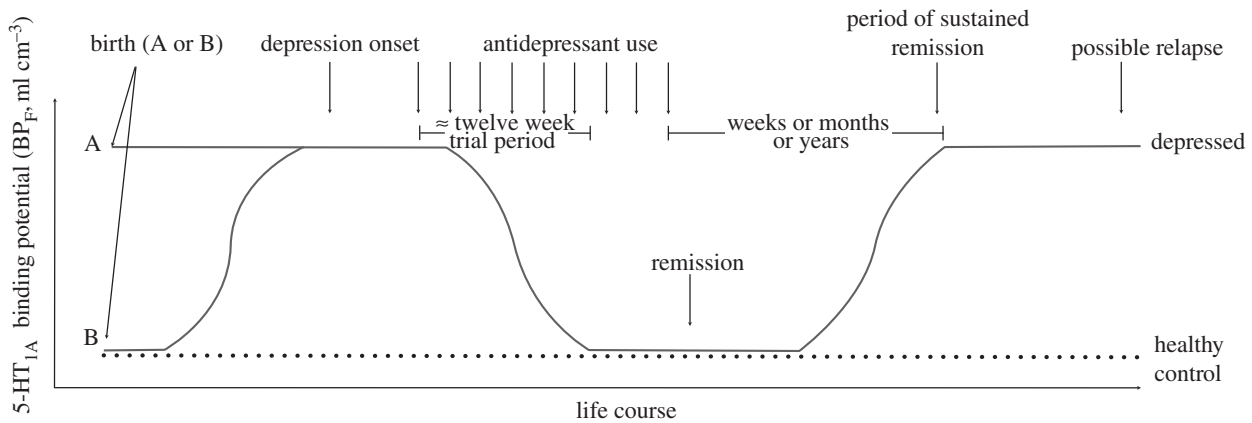 birth (A or B)
depression onset
antidepressant use
period of sustained
remission
possible relapse
≈ twelve week
trial period
weeks or months
or years
A
depressed
remission
B
healthy
control
5-HT1A binding potential (BPF, ml cm⁻³)
life course